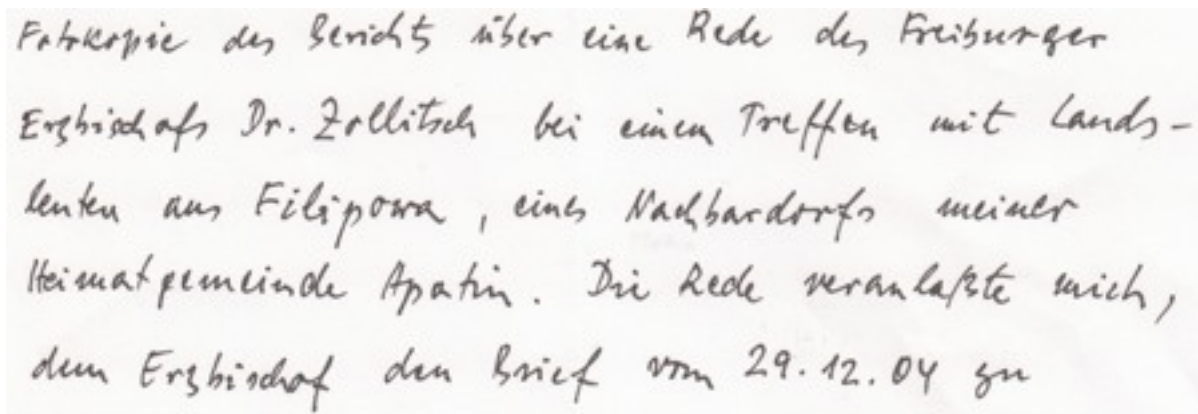 Fotokopie des Berichts über eine Rede des Freiburger
Erzbischofs Dr. Zollitsch bei einem Treffen mit Lands-
leuten aus Filipowa, eines Nachbardorfs meiner
Heimatgemeinde Apatin. Die Rede veranlaßte mich,
dem Erzbischof den Brief vom 29.12.04 zu